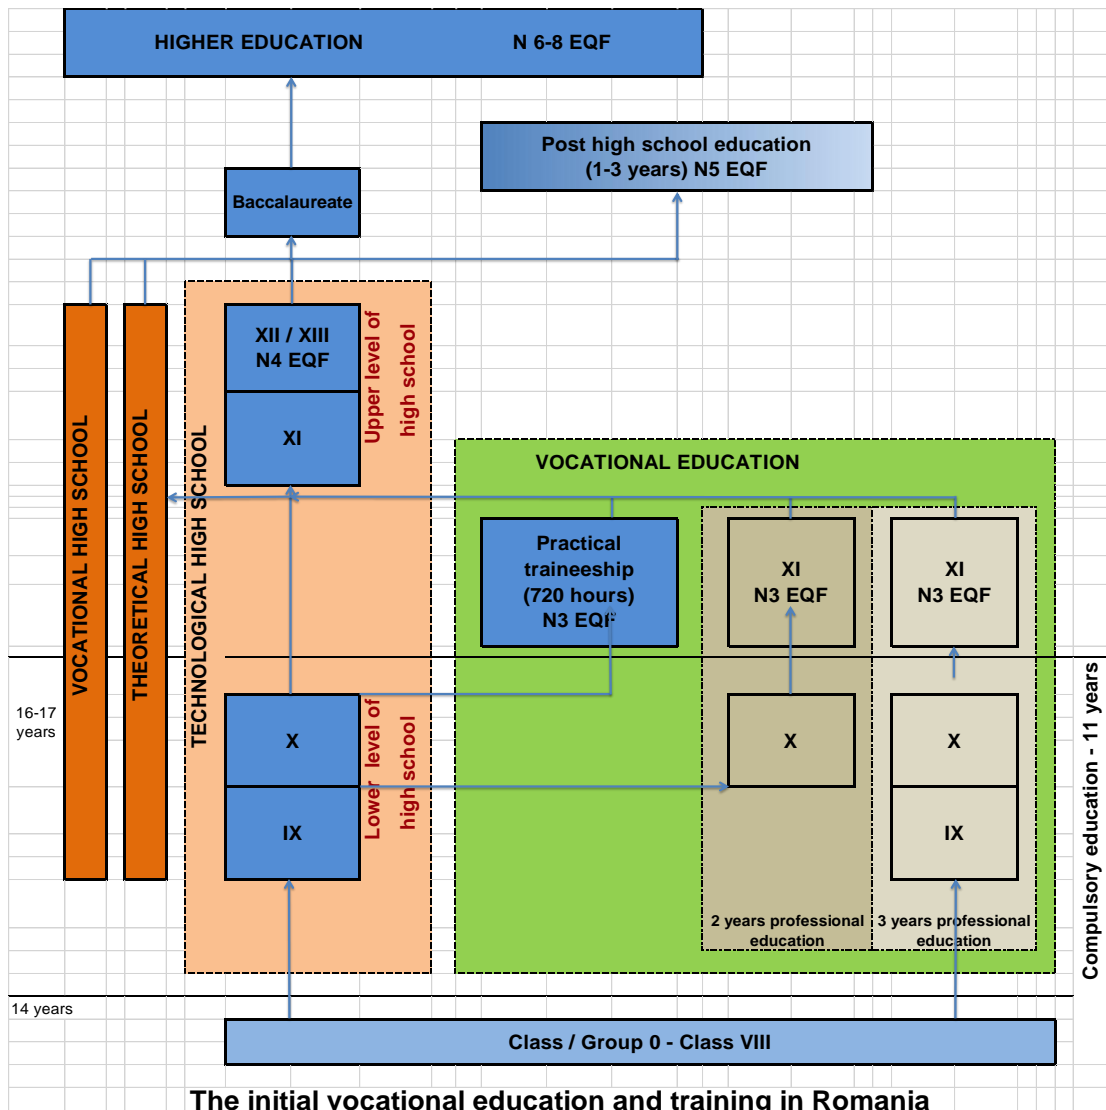 HIGHER EDUCATION N 6-8 EQF
Post high school education
(1-3 years) N5 EQF
Baccalaureate
VOCATIONAL HIGH SCHOOL
THEORETICAL HIGH SCHOOL
TECHNOLOGICAL HIGH SCHOOL
XII / XIII
N4 EQF
XI
Upper level of
high school
VOCATIONAL EDUCATION
Practical
traineeship
(720 hours)
N3 EQF
XI
N3 EQF
XI
N3 EQF
16-17
years
X
IX
Lower level of
high school
X
X
IX
2 years professional
education
3 years professional
education
Compulsory education - 11 years
14 years
Class / Group 0 - Class VIII
The initial vocational education and training in Romania